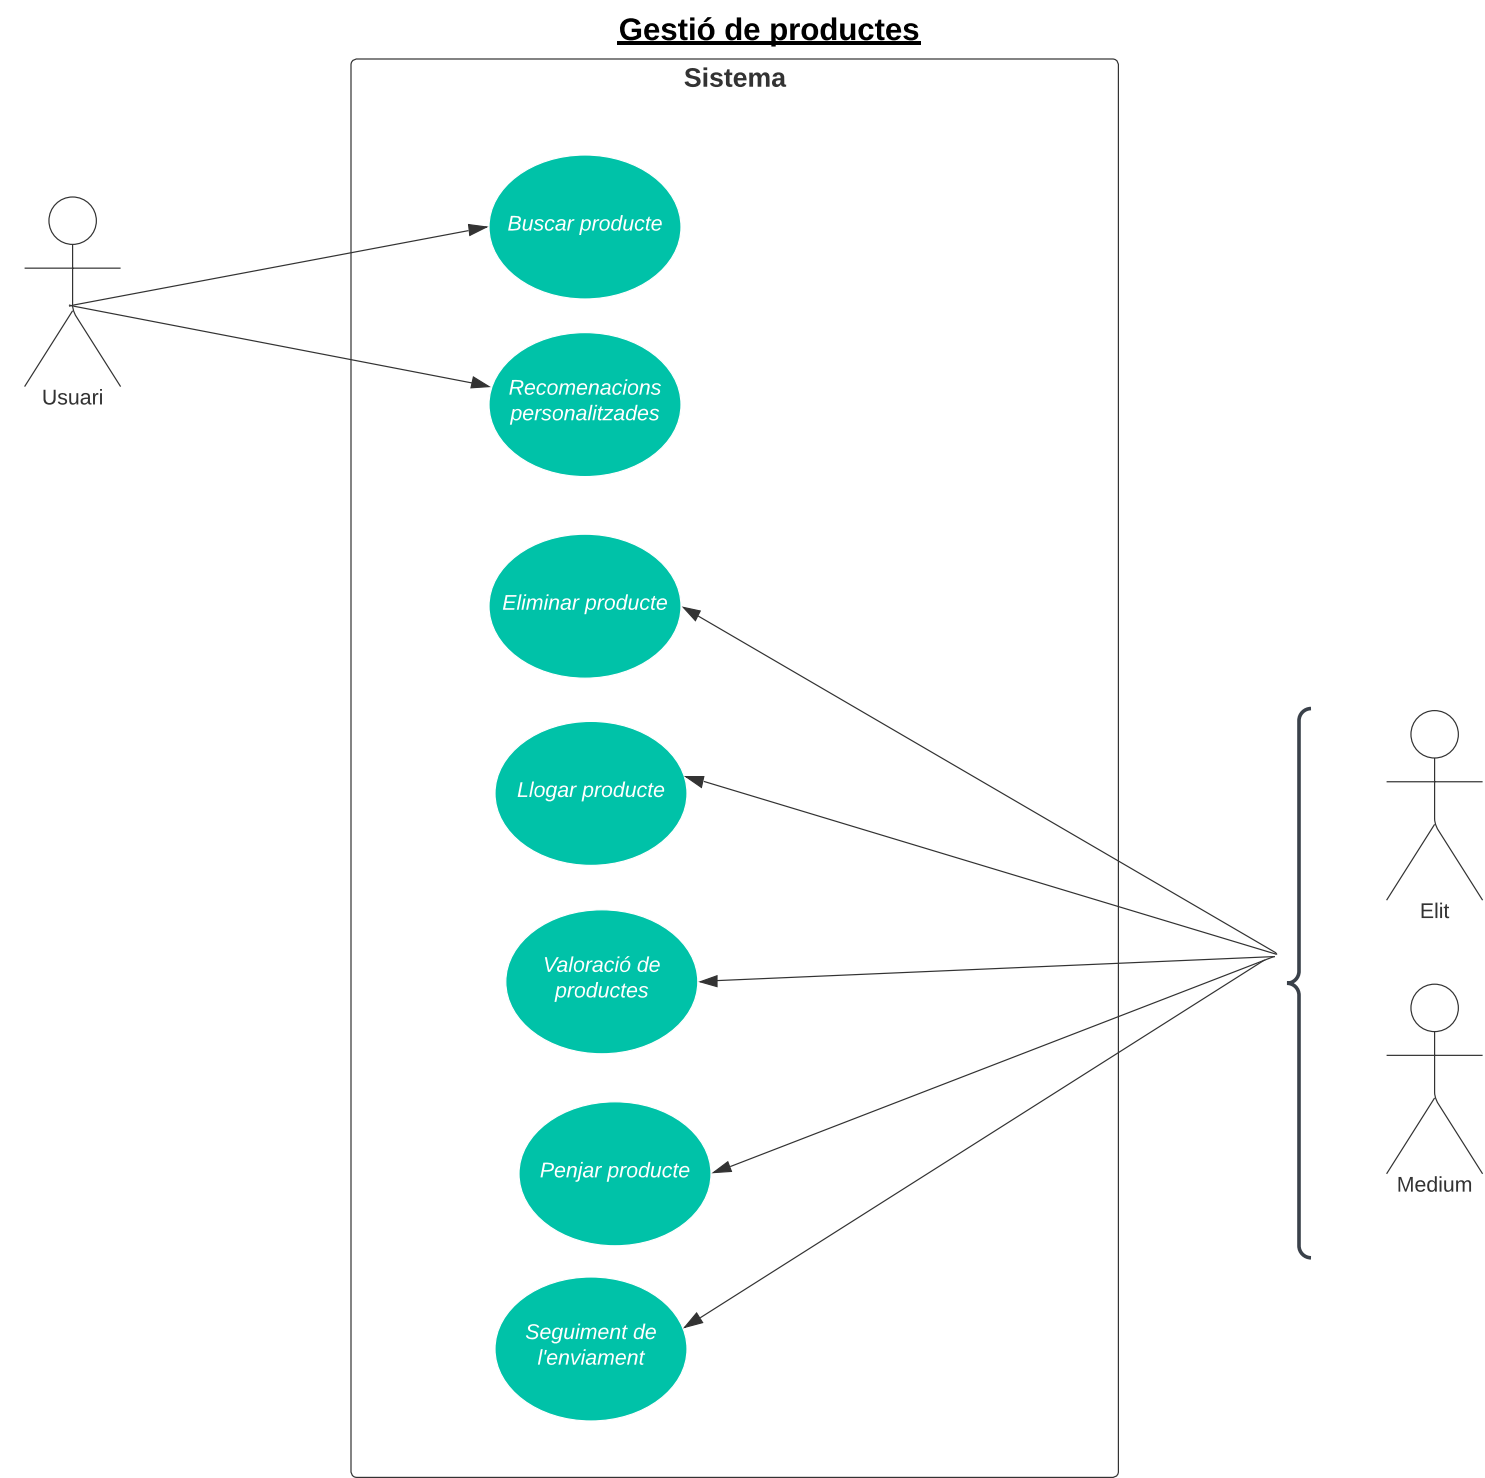 Gestió de productes
Sistema
Buscar producte
Usuari
Recomenacions
personalitzades
Eliminar producte
Llogar producte
Elit
Valoració de
productes
Penjar producte
Medium
Seguiment de
l'enviament